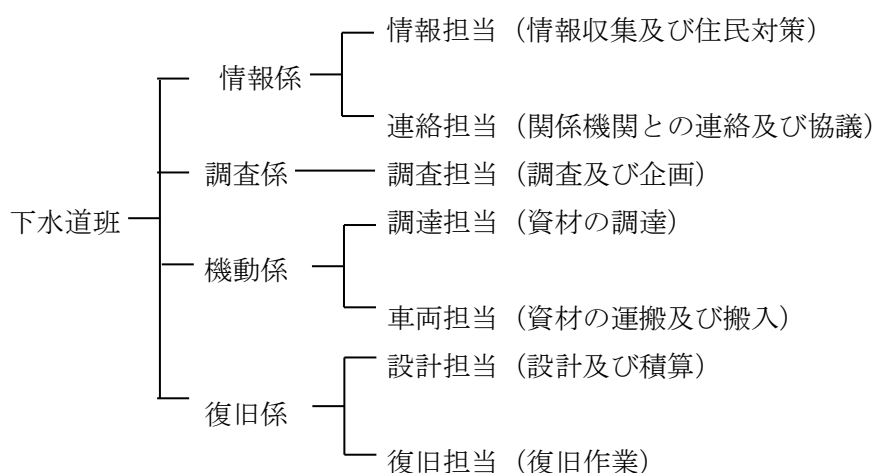 情報担当（情報収集及び住民対策）
情報係
連絡担当（関係機関との連絡及び協議）
調査係
調査担当（調査及び企画）
下水道班
調達担当（資材の調達）
機動係
車両担当（資材の運搬及び搬入）
設計担当（設計及び積算）
復旧係
復旧担当（復旧作業）